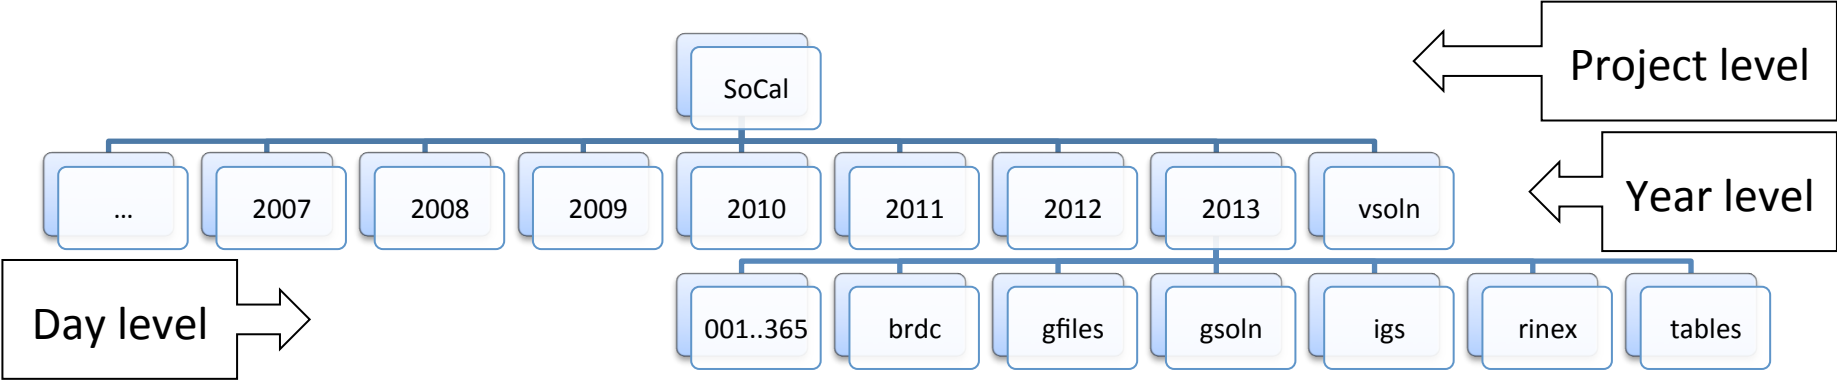 Project level
SoCal
Year level
...
2007
2008
2009
2010
2011
2012
2013
vsoln
Day level
001..365
brdc
gfiles
gsoln
igs
rinex
tables